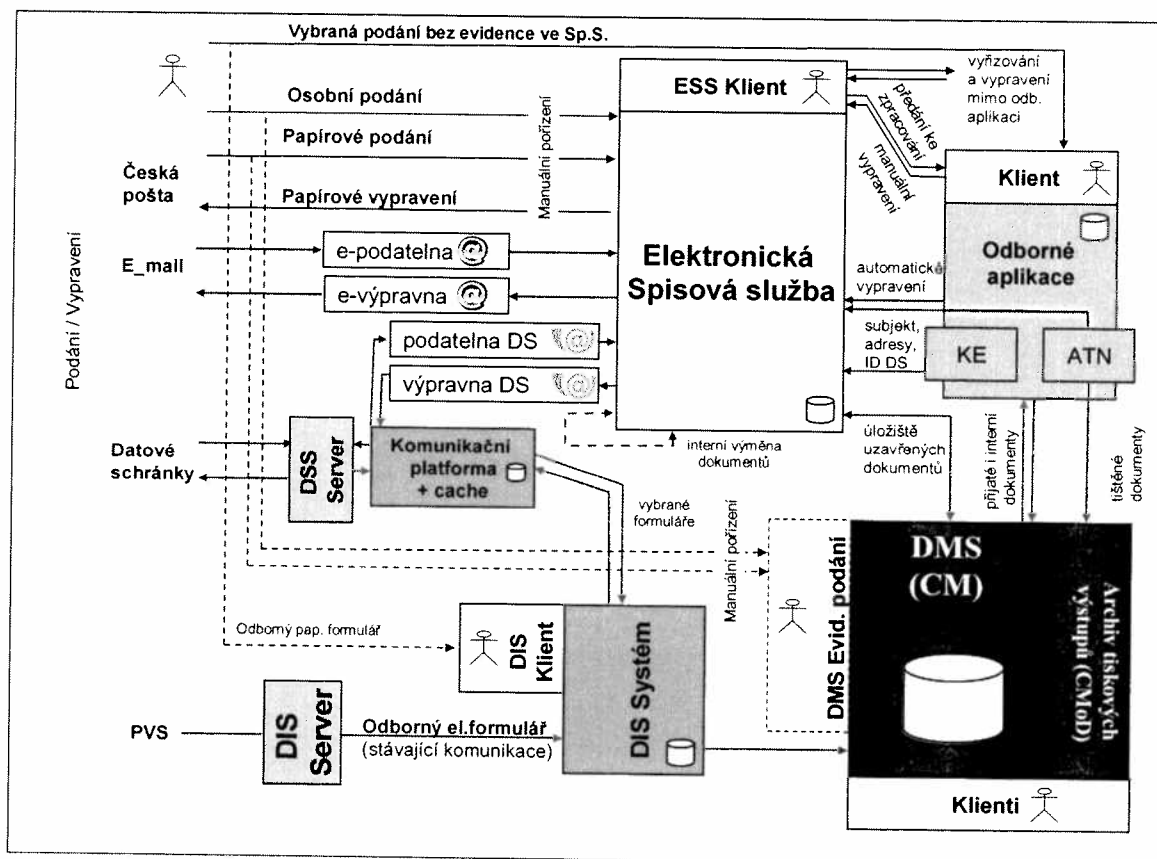 Vybraná podání bez evidence ve Sp.S.
Osobní podání
Papírové podání
Česká
pošta
Papírové vypravení
Manuální pořízení
E_mail
e-podatelna
e-výpravna
podatelna DS
výpravna DS
Podání / Vypravení
Datové
schránky
DSS
Server
Komunikační
platforma
+ cache
ESS Klient
Elektronická
Spisová služba
interní výměna
dokumentů
vyřizování
a vypravení
mimo odb.
aplikaci
předání ke
zpracování
manuální
vypravení
Klient
Odborné
aplikace
automatické
vypravení
subjekt,
adresy,
ID DS
KE
ATN
úložiště
uzavřených
dokumentů
přijaté i interní
dokumenty
tištěné
dokumenty
vybrané
formuláře
Manuální pořízení
DMS Evid. podání
DMS
(CM)
Archiv tiskových
výstupů (CMoD)
Klienti
Odborný pap. formulář
DIS
Klient
DIS Systém
PVS
DIS
Server
Odborný el.formulář
(stávající komunikace)